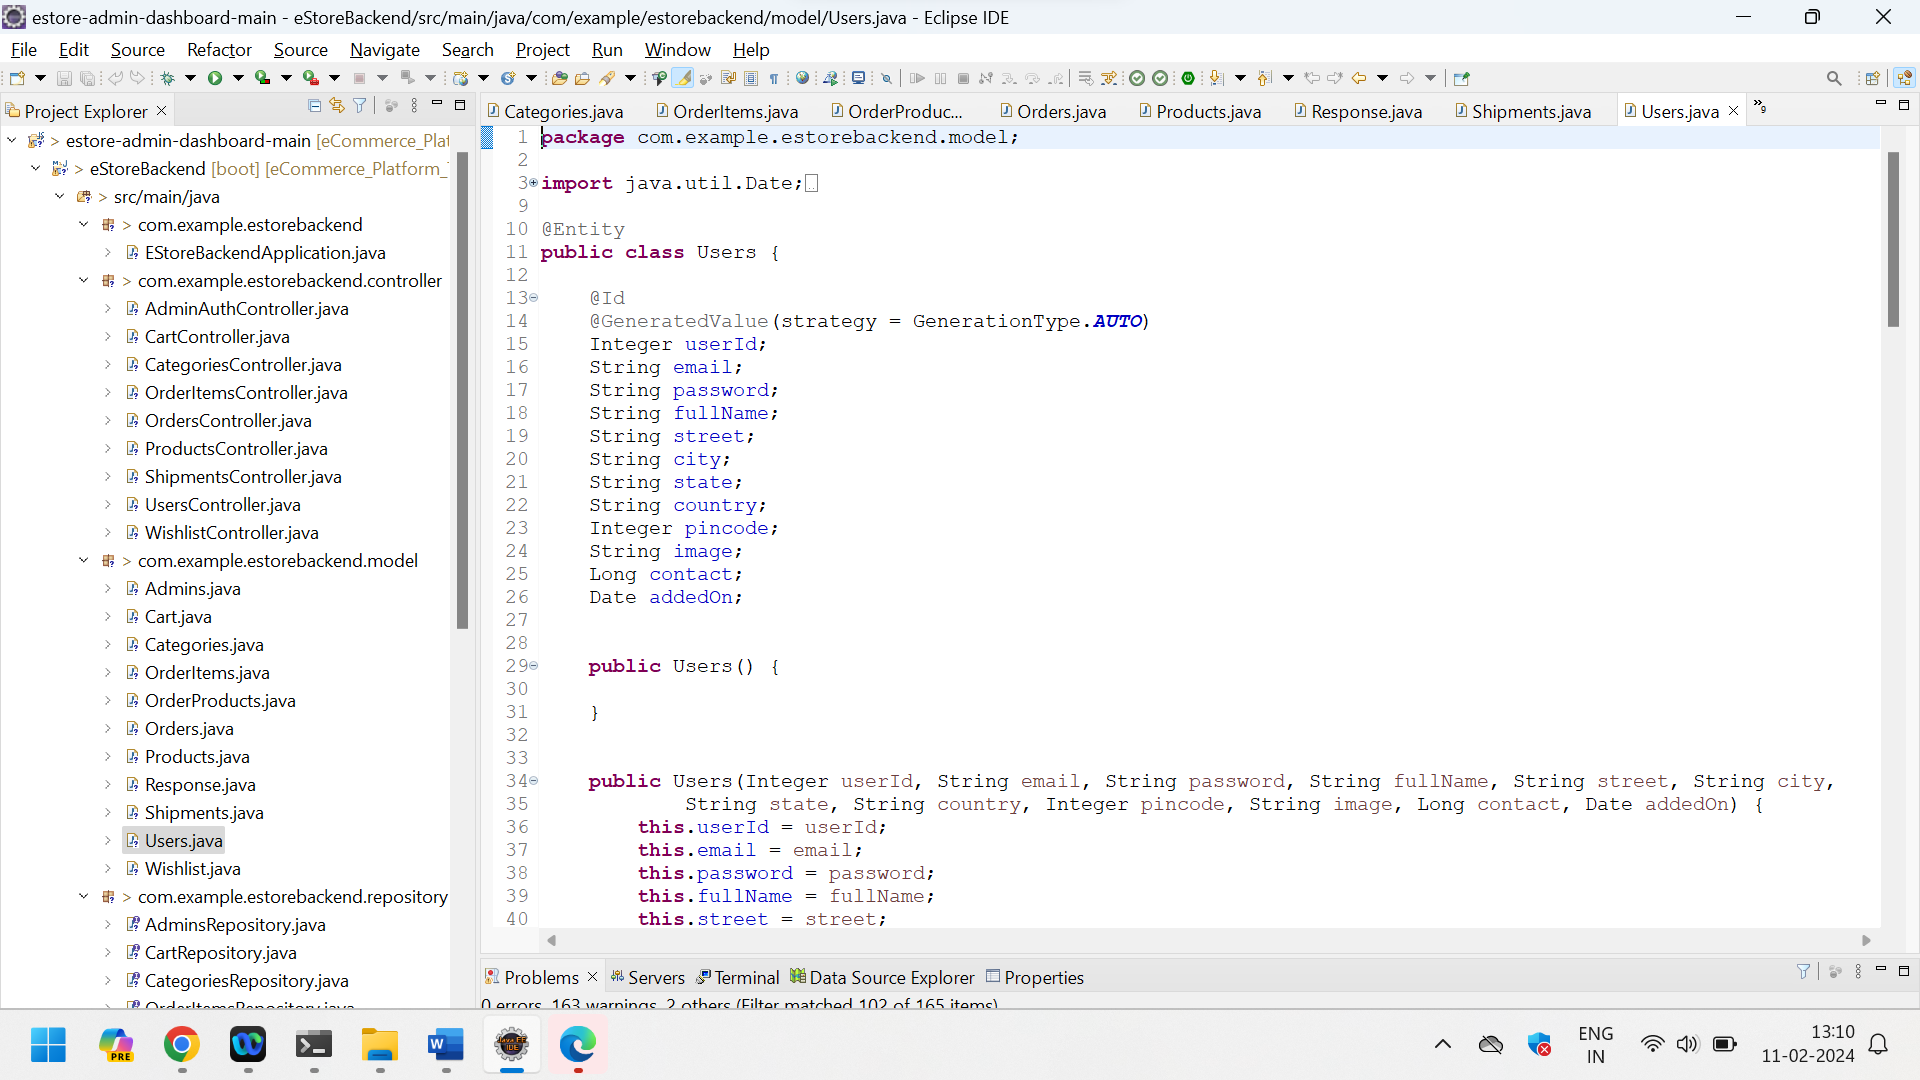 estore-admin-dashboard-main - eStoreBackend/src/main/java/com/example/estorebackend/model/Users.java - Eclipse IDE
File Edit Source Refactor Source Navigate Search Project Run Window Help
Project Explorer
Categories.java OrderItems.java OrderProduc... Orders.java Products.java Response.java Shipments.java Users.java »9
> estore-admin-dashboard-main [eCommerce_Plat
> eStoreBackend [boot] [eCommerce_Platform_
> src/main/java
> com.example.estorebackend
EStoreBackendApplication.java
> com.example.estorebackend.controller
AdminAuthController.java
CartController.java
CategoriesController.java
OrderItemsController.java
OrdersController.java
ProductsController.java
ShipmentsController.java
UsersController.java
WishlistController.java
> com.example.estorebackend.model
Admins.java
Cart.java
Categories.java
OrderItems.java
OrderProducts.java
Orders.java
Products.java
Response.java
Shipments.java
Users.java
Wishlist.java
> com.example.estorebackend.repository
AdminsRepository.java
CartRepository.java
CategoriesRepository.java
OrderItemsRepository.java
1 package com.example.estorebackend.model;
2
3 import java.util.Date;
9
10 @Entity
11 public class Users {
12
13 @Id
14 @GeneratedValue(strategy = GenerationType.AUTO)
15 Integer userId;
16 String email;
17 String password;
18 String fullName;
19 String street;
20 String city;
21 String state;
22 String country;
23 Integer pincode;
24 String image;
25 Long contact;
26 Date addedOn;
27
28
29 public Users() {
30
31 }
32
33
34 public Users(Integer userId, String email, String password, String fullName, String street, String city,
35 String state, String country, Integer pincode, String image, Long contact, Date addedOn) {
36 this.userId = userId;
37 this.email = email;
38 this.password = password;
39 this.fullName = fullName;
40 this.street = street;
Problems Servers Terminal Data Source Explorer Properties
0 errors, 163 warnings, 2 others (Filter matched 102 of 165 items)
PRE
W
Java EE
IDE
ENG
IN
13:10
11-02-2024